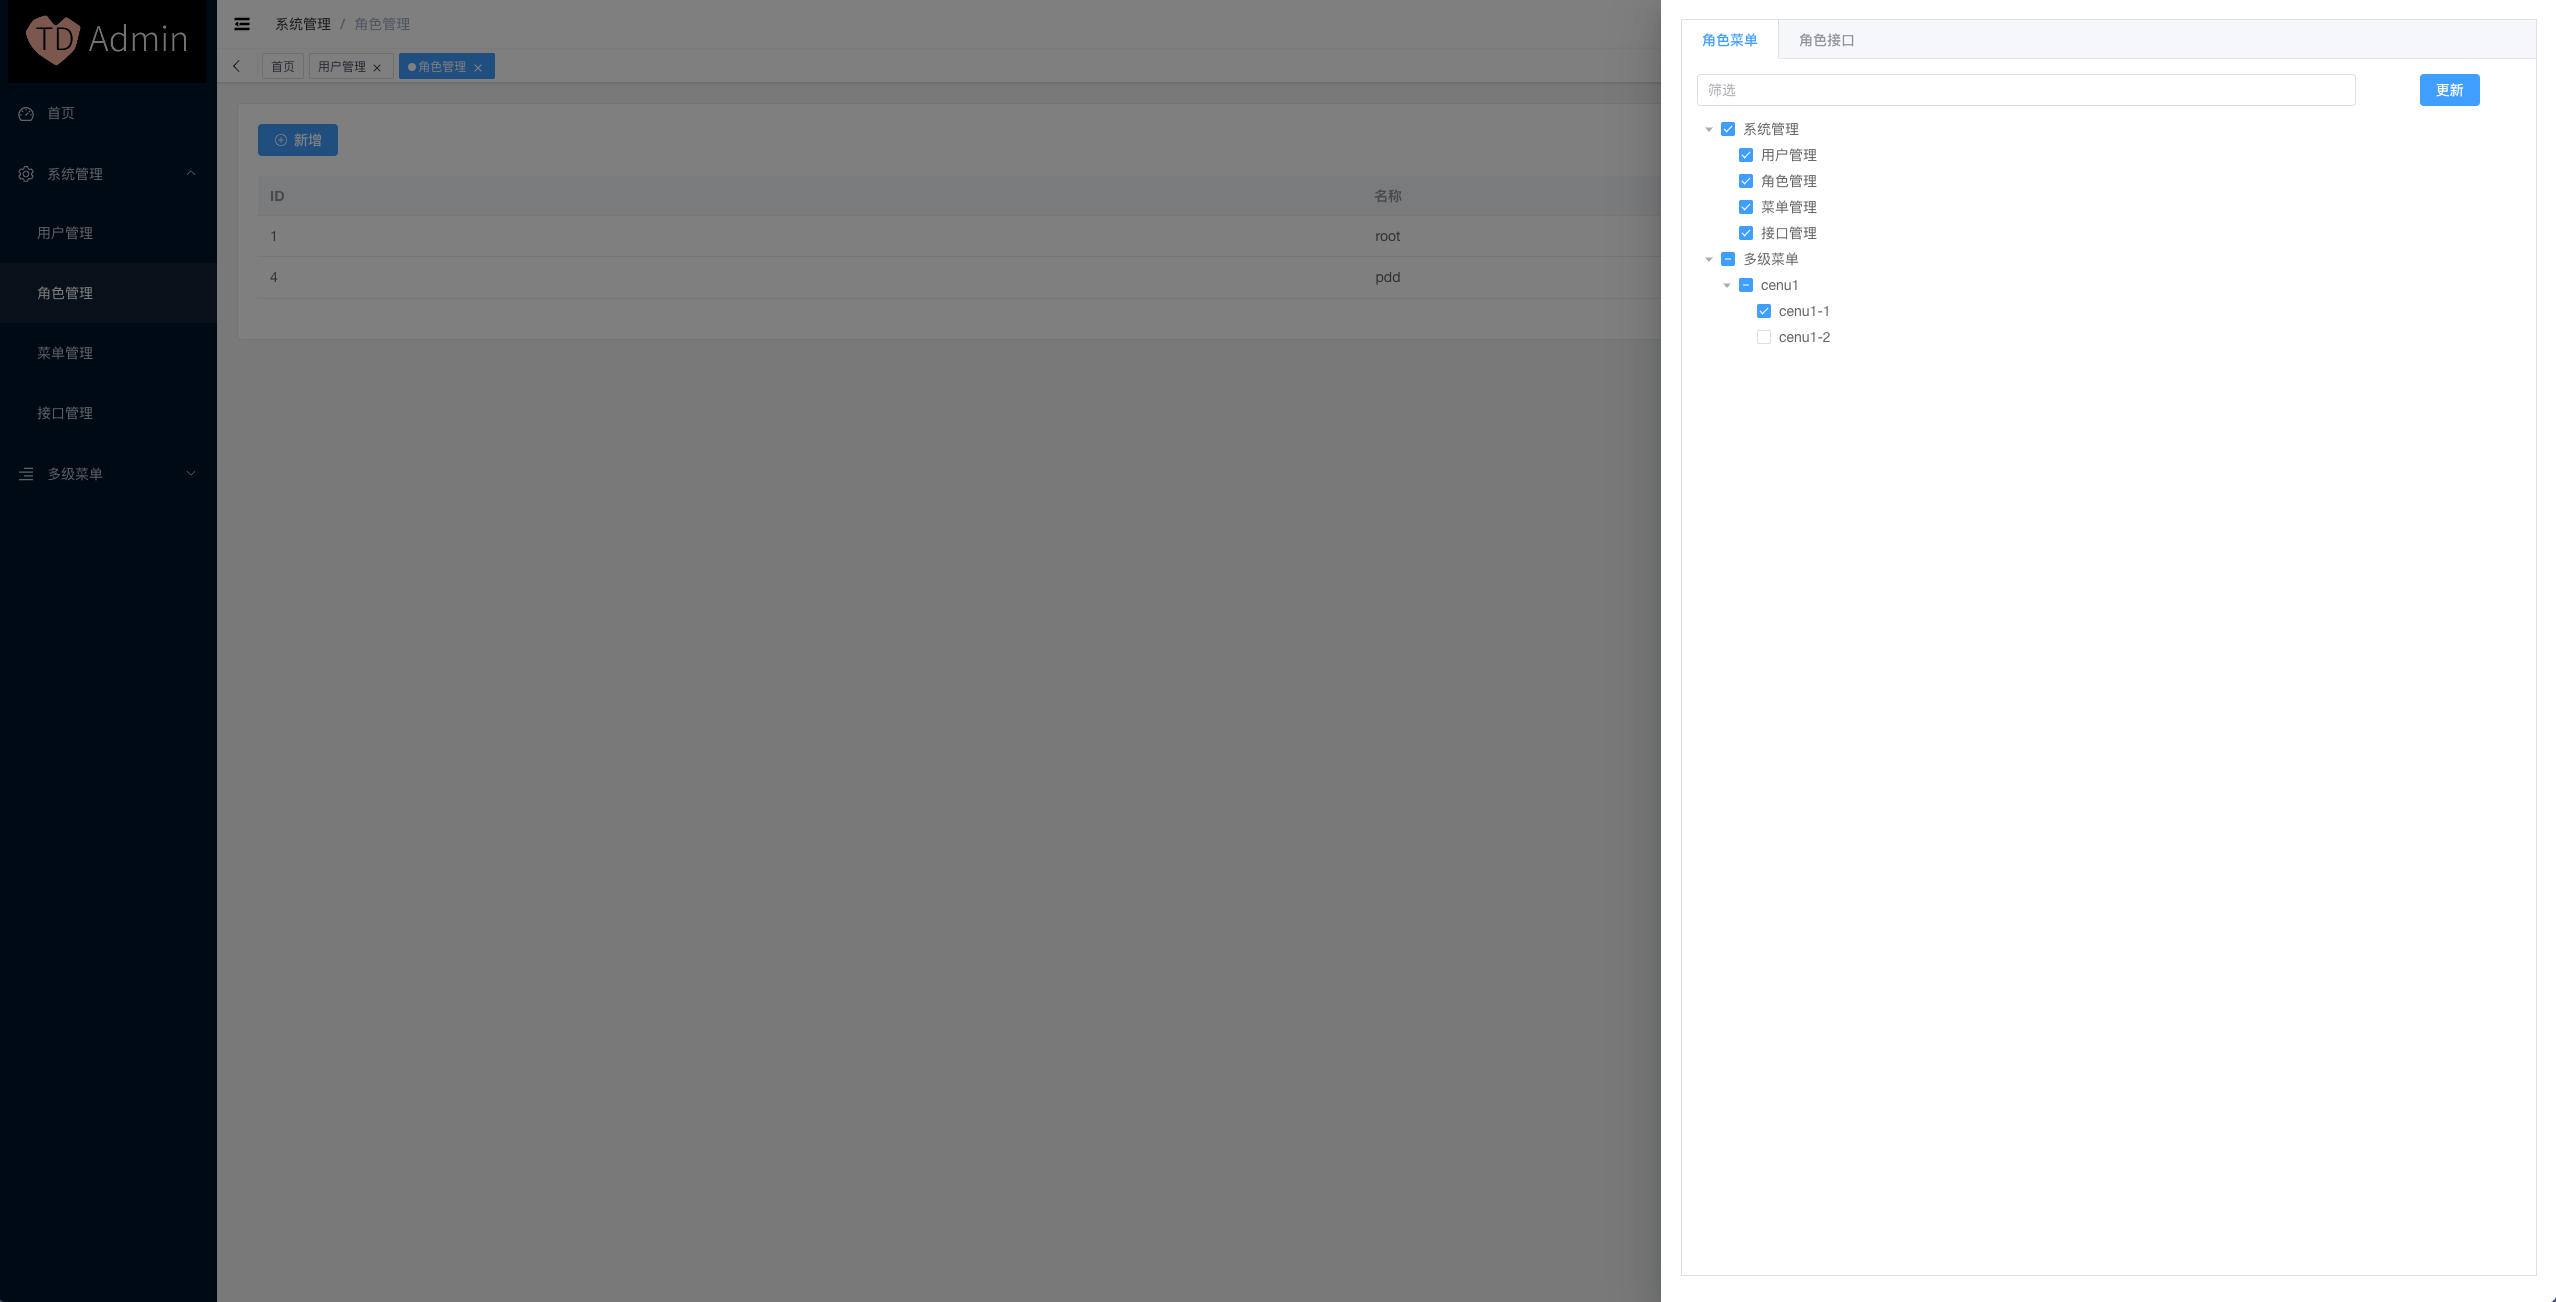 TD Admin
首页
系统管理
用户管理
角色管理
菜单管理
接口管理
多级菜单
系统管理 / 角色管理
首页 用户管理 角色管理
新增
ID 名称
1 root
4 pdd
角色菜单 角色接口
筛选 更新
系统管理
用户管理
角色管理
菜单管理
接口管理
多级菜单
cenu1
cenu1-1
cenu1-2